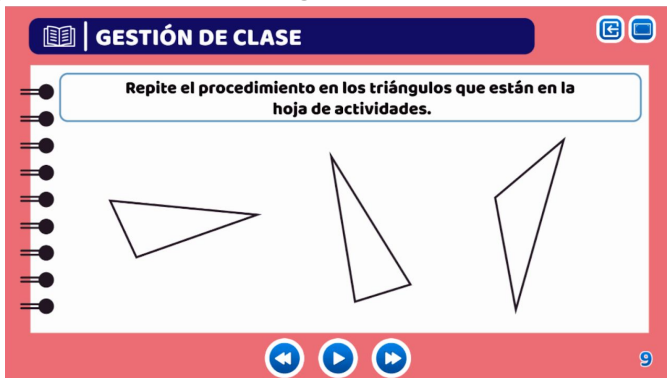 GESTIÓN DE CLASE
Repite el procedimiento en los triángulos que están en la
hoja de actividades.
9